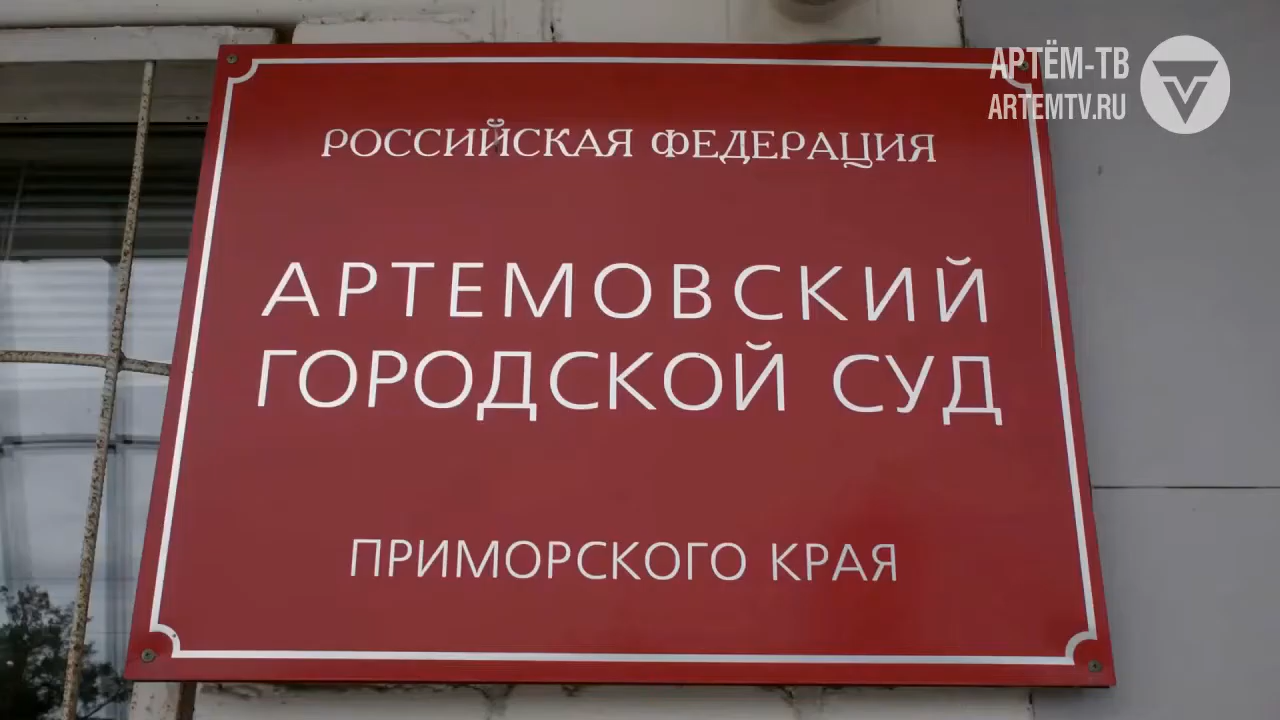 АРТЁМ-ТВ
ARTEMTV.RU
РОССИЙСКАЯ ФЕДЕРАЦИЯ
АРТЕМОВСКИЙ
ГОРОДСКОЙ СУД
ПРИМОРСКОГО КРАЯ